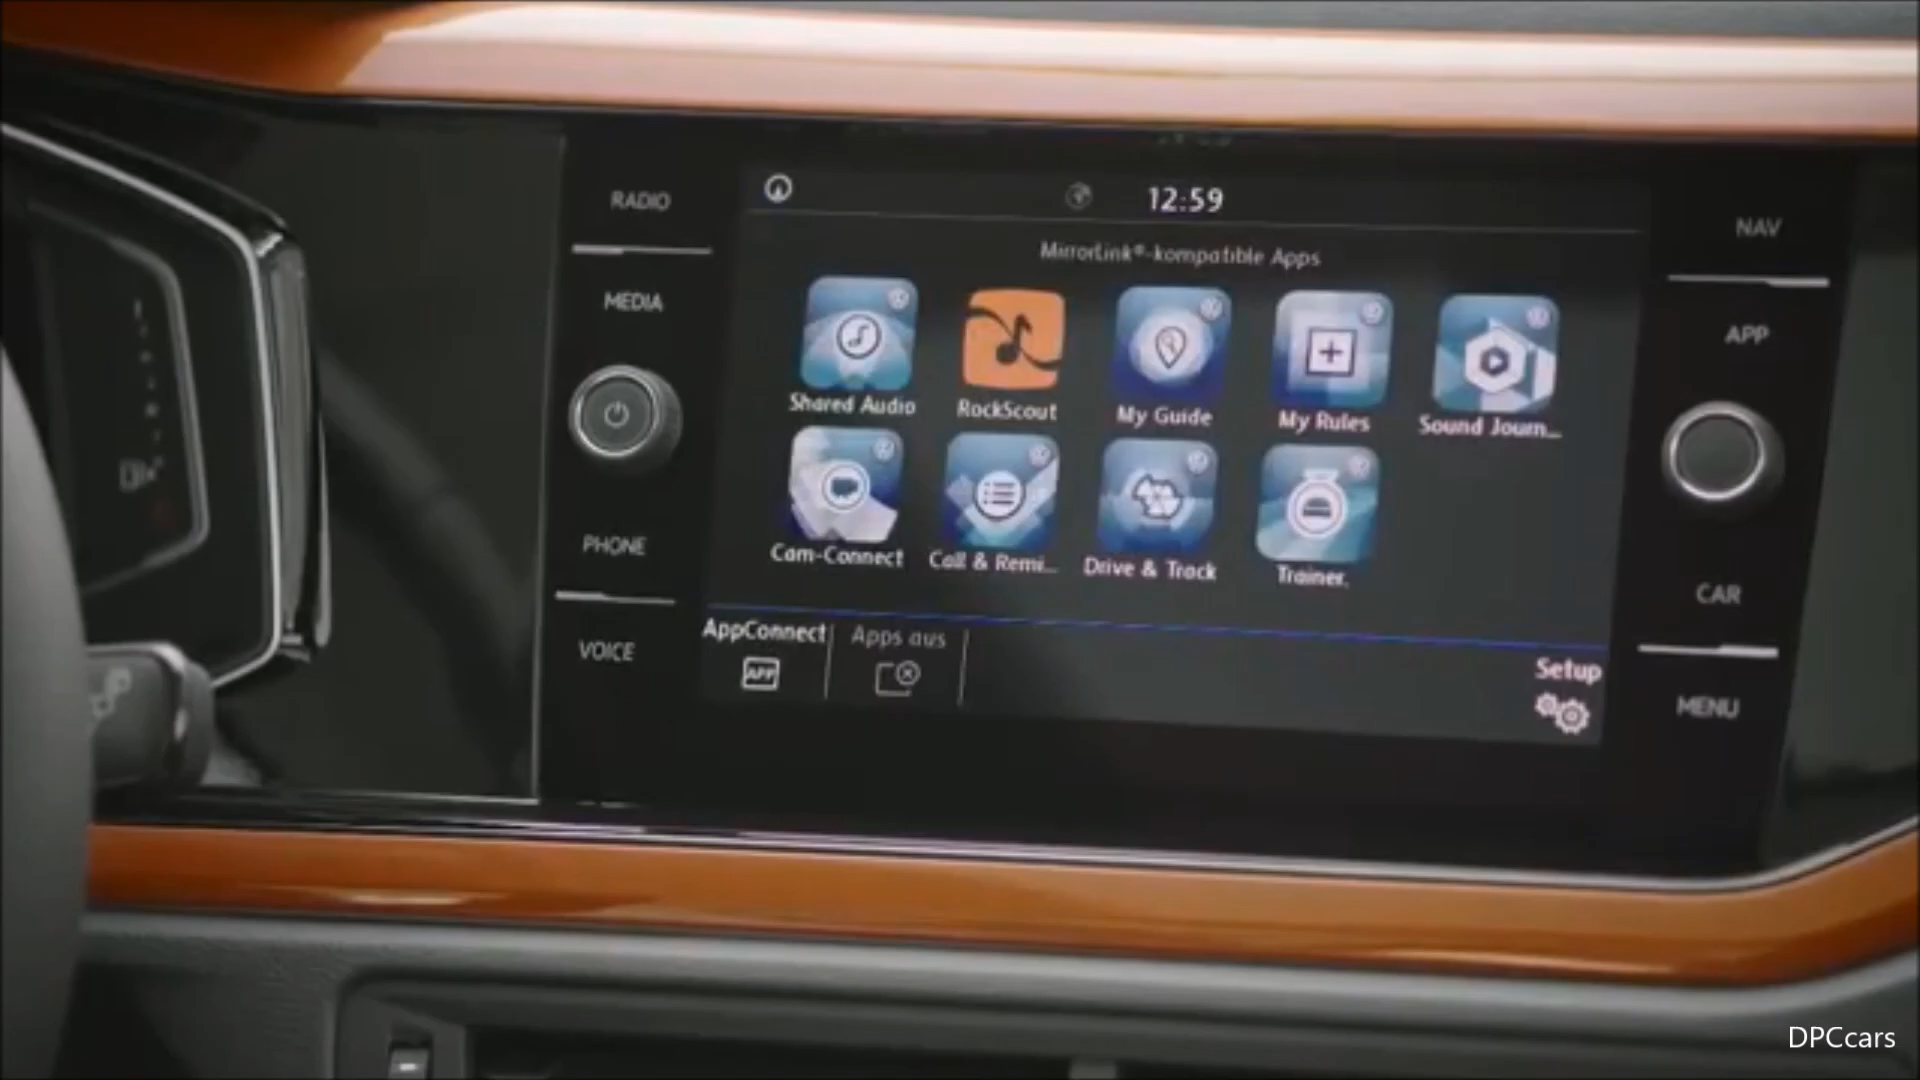 RADIO
MEDIA
PHONE
VOICE
12:59
MirrorLink®-kompatible Apps
Shared Audio
RockScout
My Guide
My Rules
Sound Journ...
Cam-Connect
Call & Remi...
Drive & Track
Trainer.
AppConnect
APP
Apps aus
Setup
NAV
APP
CAR
MENU
DPCcars